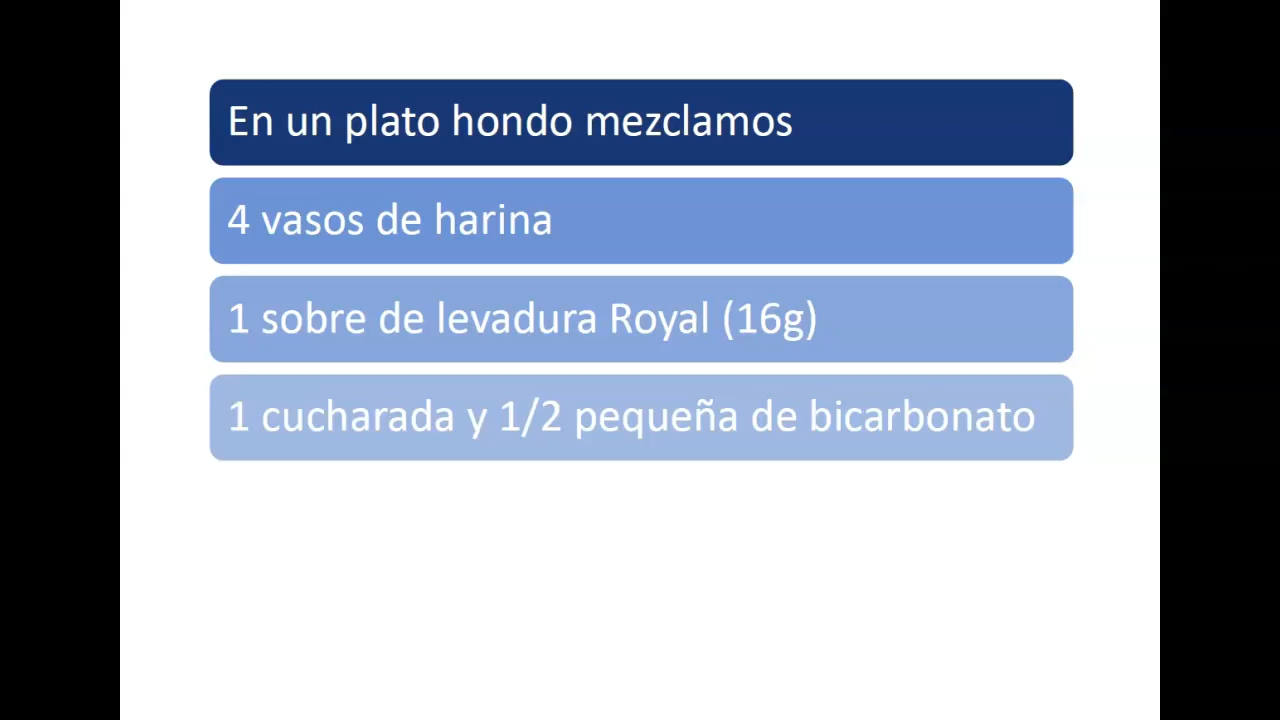 En un plato hondo mezclamos
4 vasos de harina
1 sobre de levadura Royal (16g)
1 cucharada y 1/2 pequeña de bicarbonato